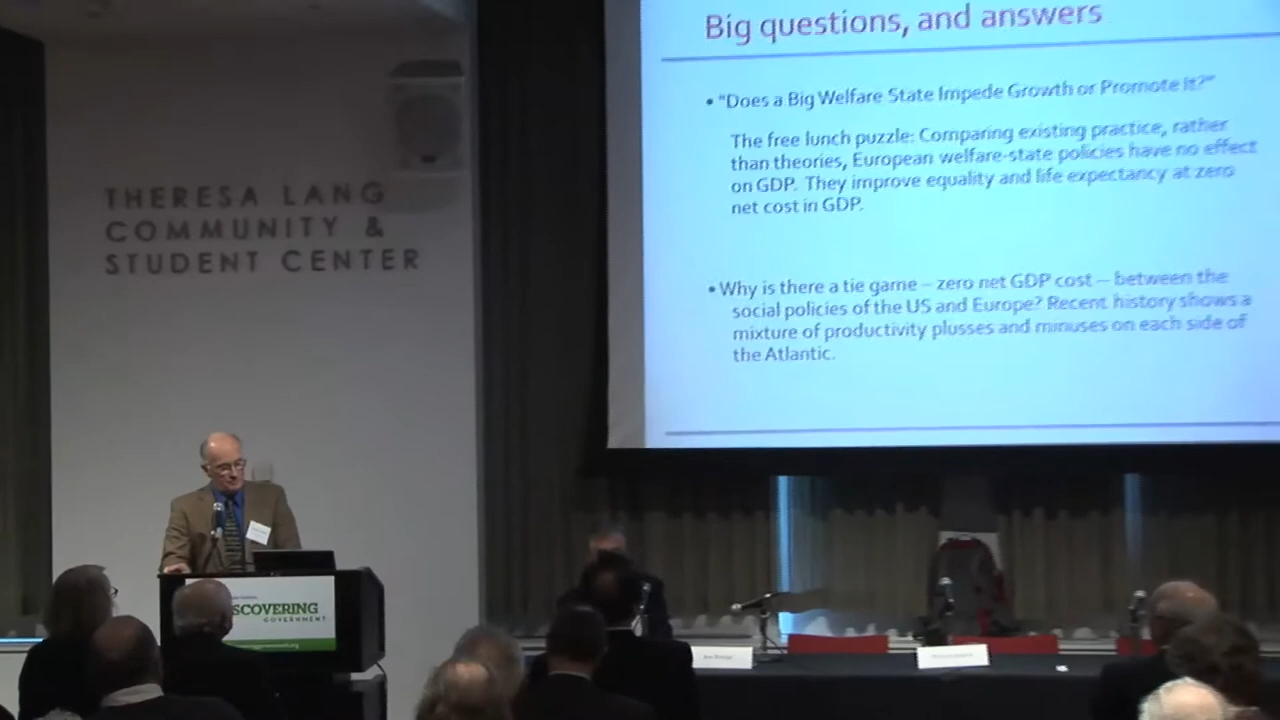 Big questions, and answers
• "Does a Big Welfare State Impede Growth or Promote It?"
The free lunch puzzle: Comparing existing practice, rather
than theories, European welfare-state policies have no effect
on GDP. They improve equality and life expectancy at zero
net cost in GDP.
• Why is there a tie game – zero net GDP cost – between the
social policies of the US and Europe? Recent history shows a
mixture of productivity plusses and minuses on each side of
the Atlantic.
THERESA LANG
COMMUNITY &
STUDENT CENTER
SCOVERING
GOVERNMENT